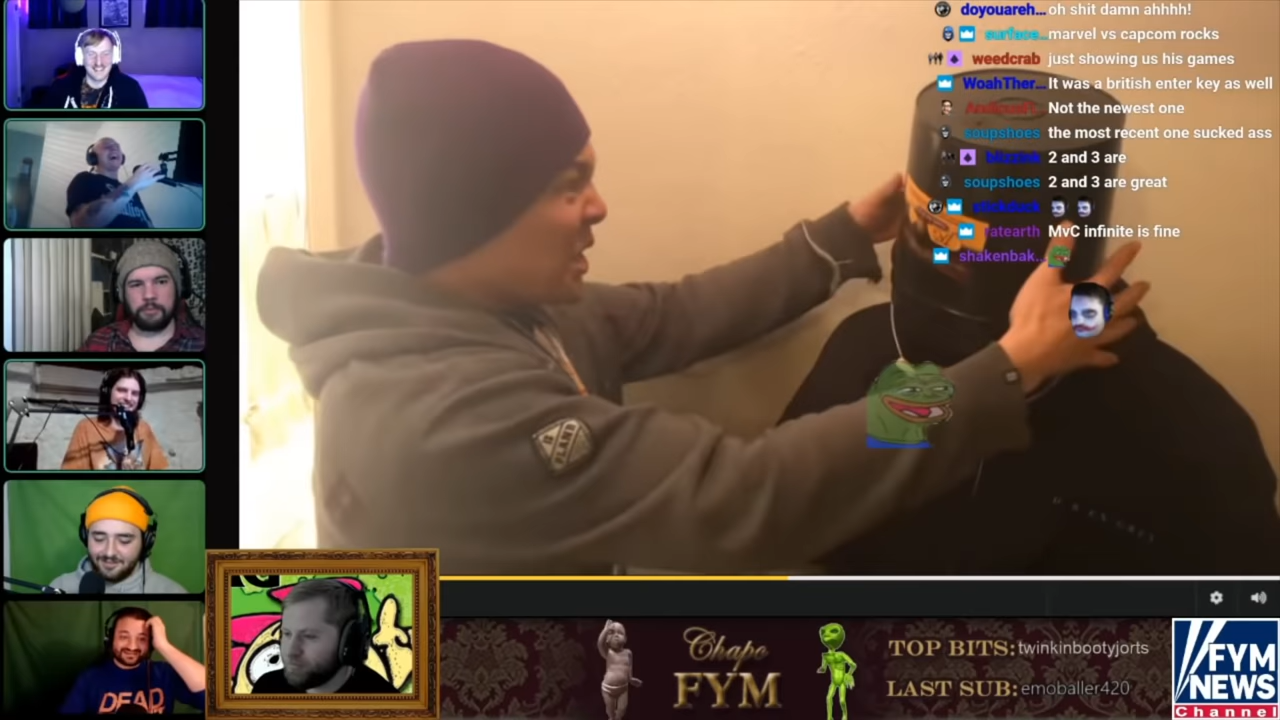 doyouareh... oh shit damn ahhhh!
surface... marvel vs capcom rocks
weedcrab just showing us his games
WoahTher... It was a british enter key as well
Not the newest one
soupshoes the most recent one sucked ass
2 and 3 are
soupshoes 2 and 3 are great
ratearth MvC infinite is fine
shakenbak...
DEAD
Chapo
FYM
TOP BITS: twinkinbootyjorts
LAST SUB: emoballer420
FYM
NEWS
Channel